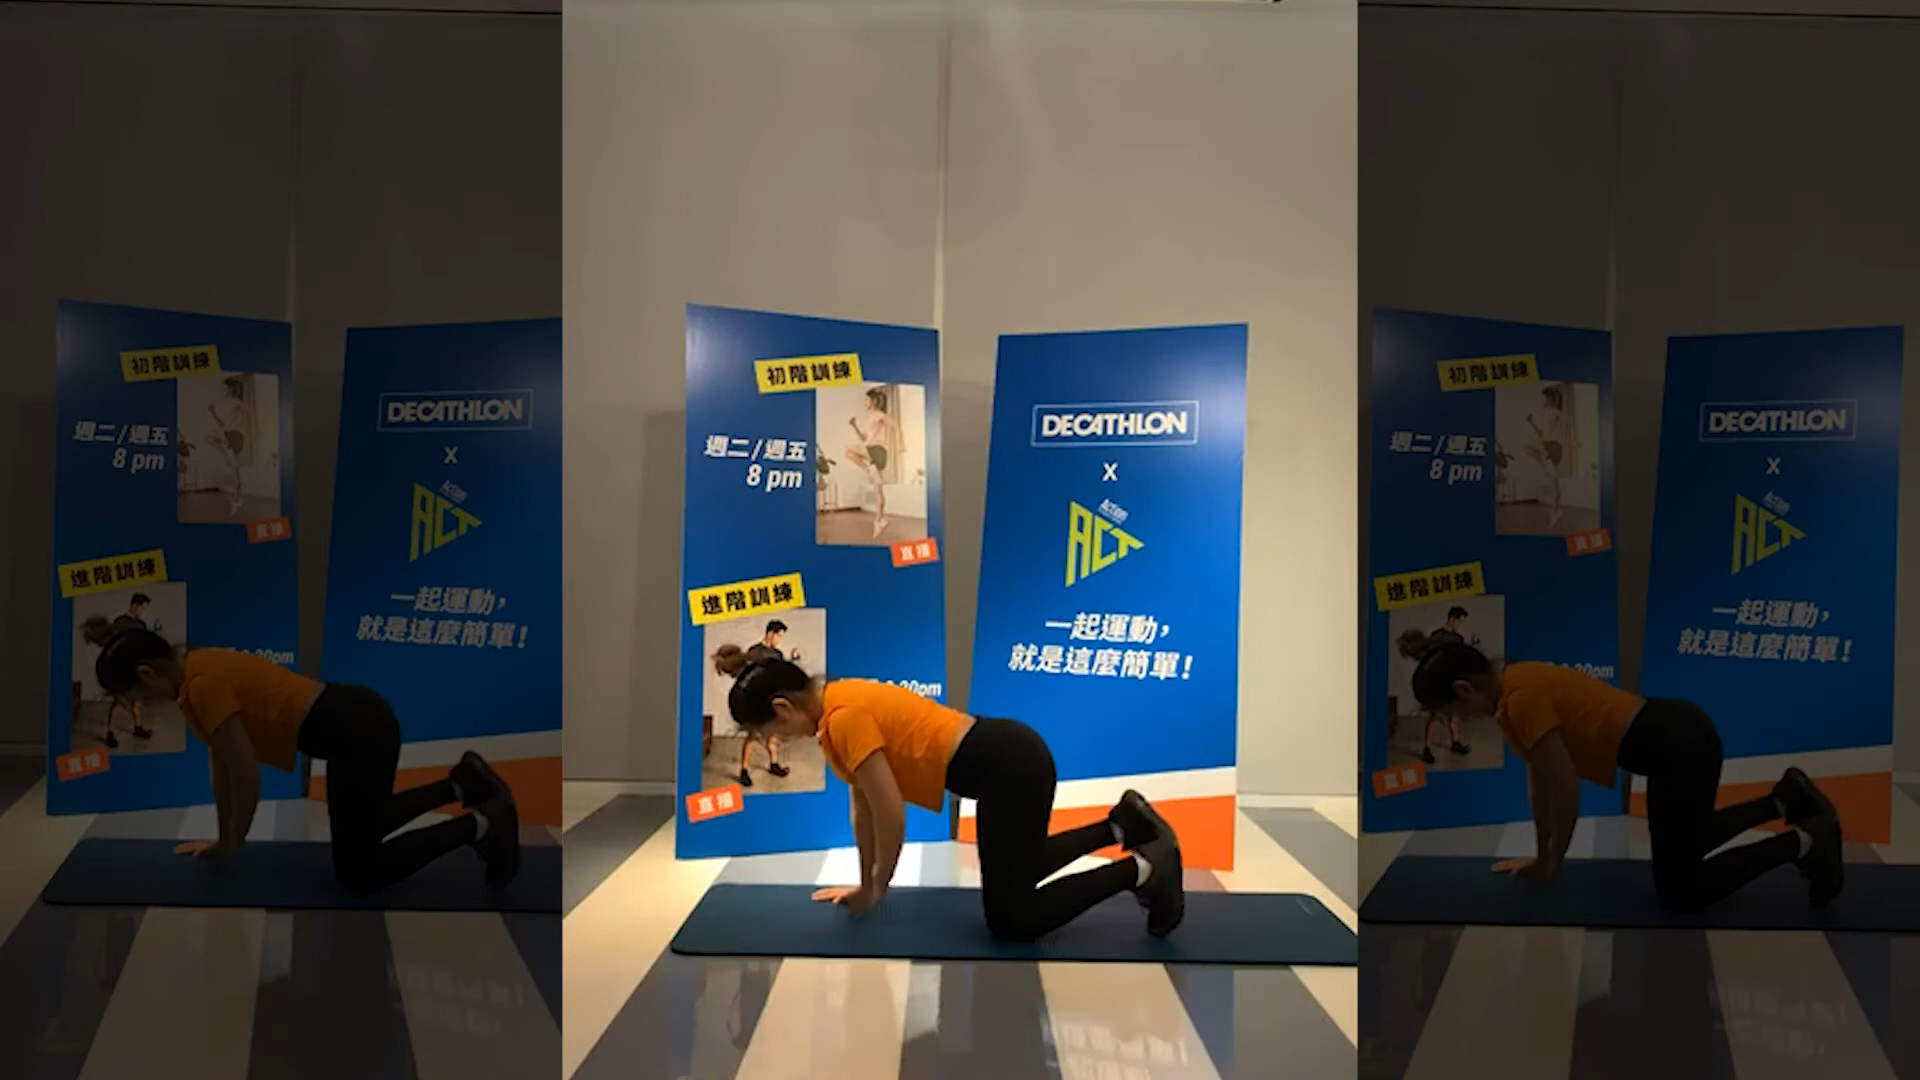 初階訓練
週二/週五
8 pm
直播
進階訓練
直播
DECATHLON
X
Action
ACT
一起運動,
就是這麼簡單!